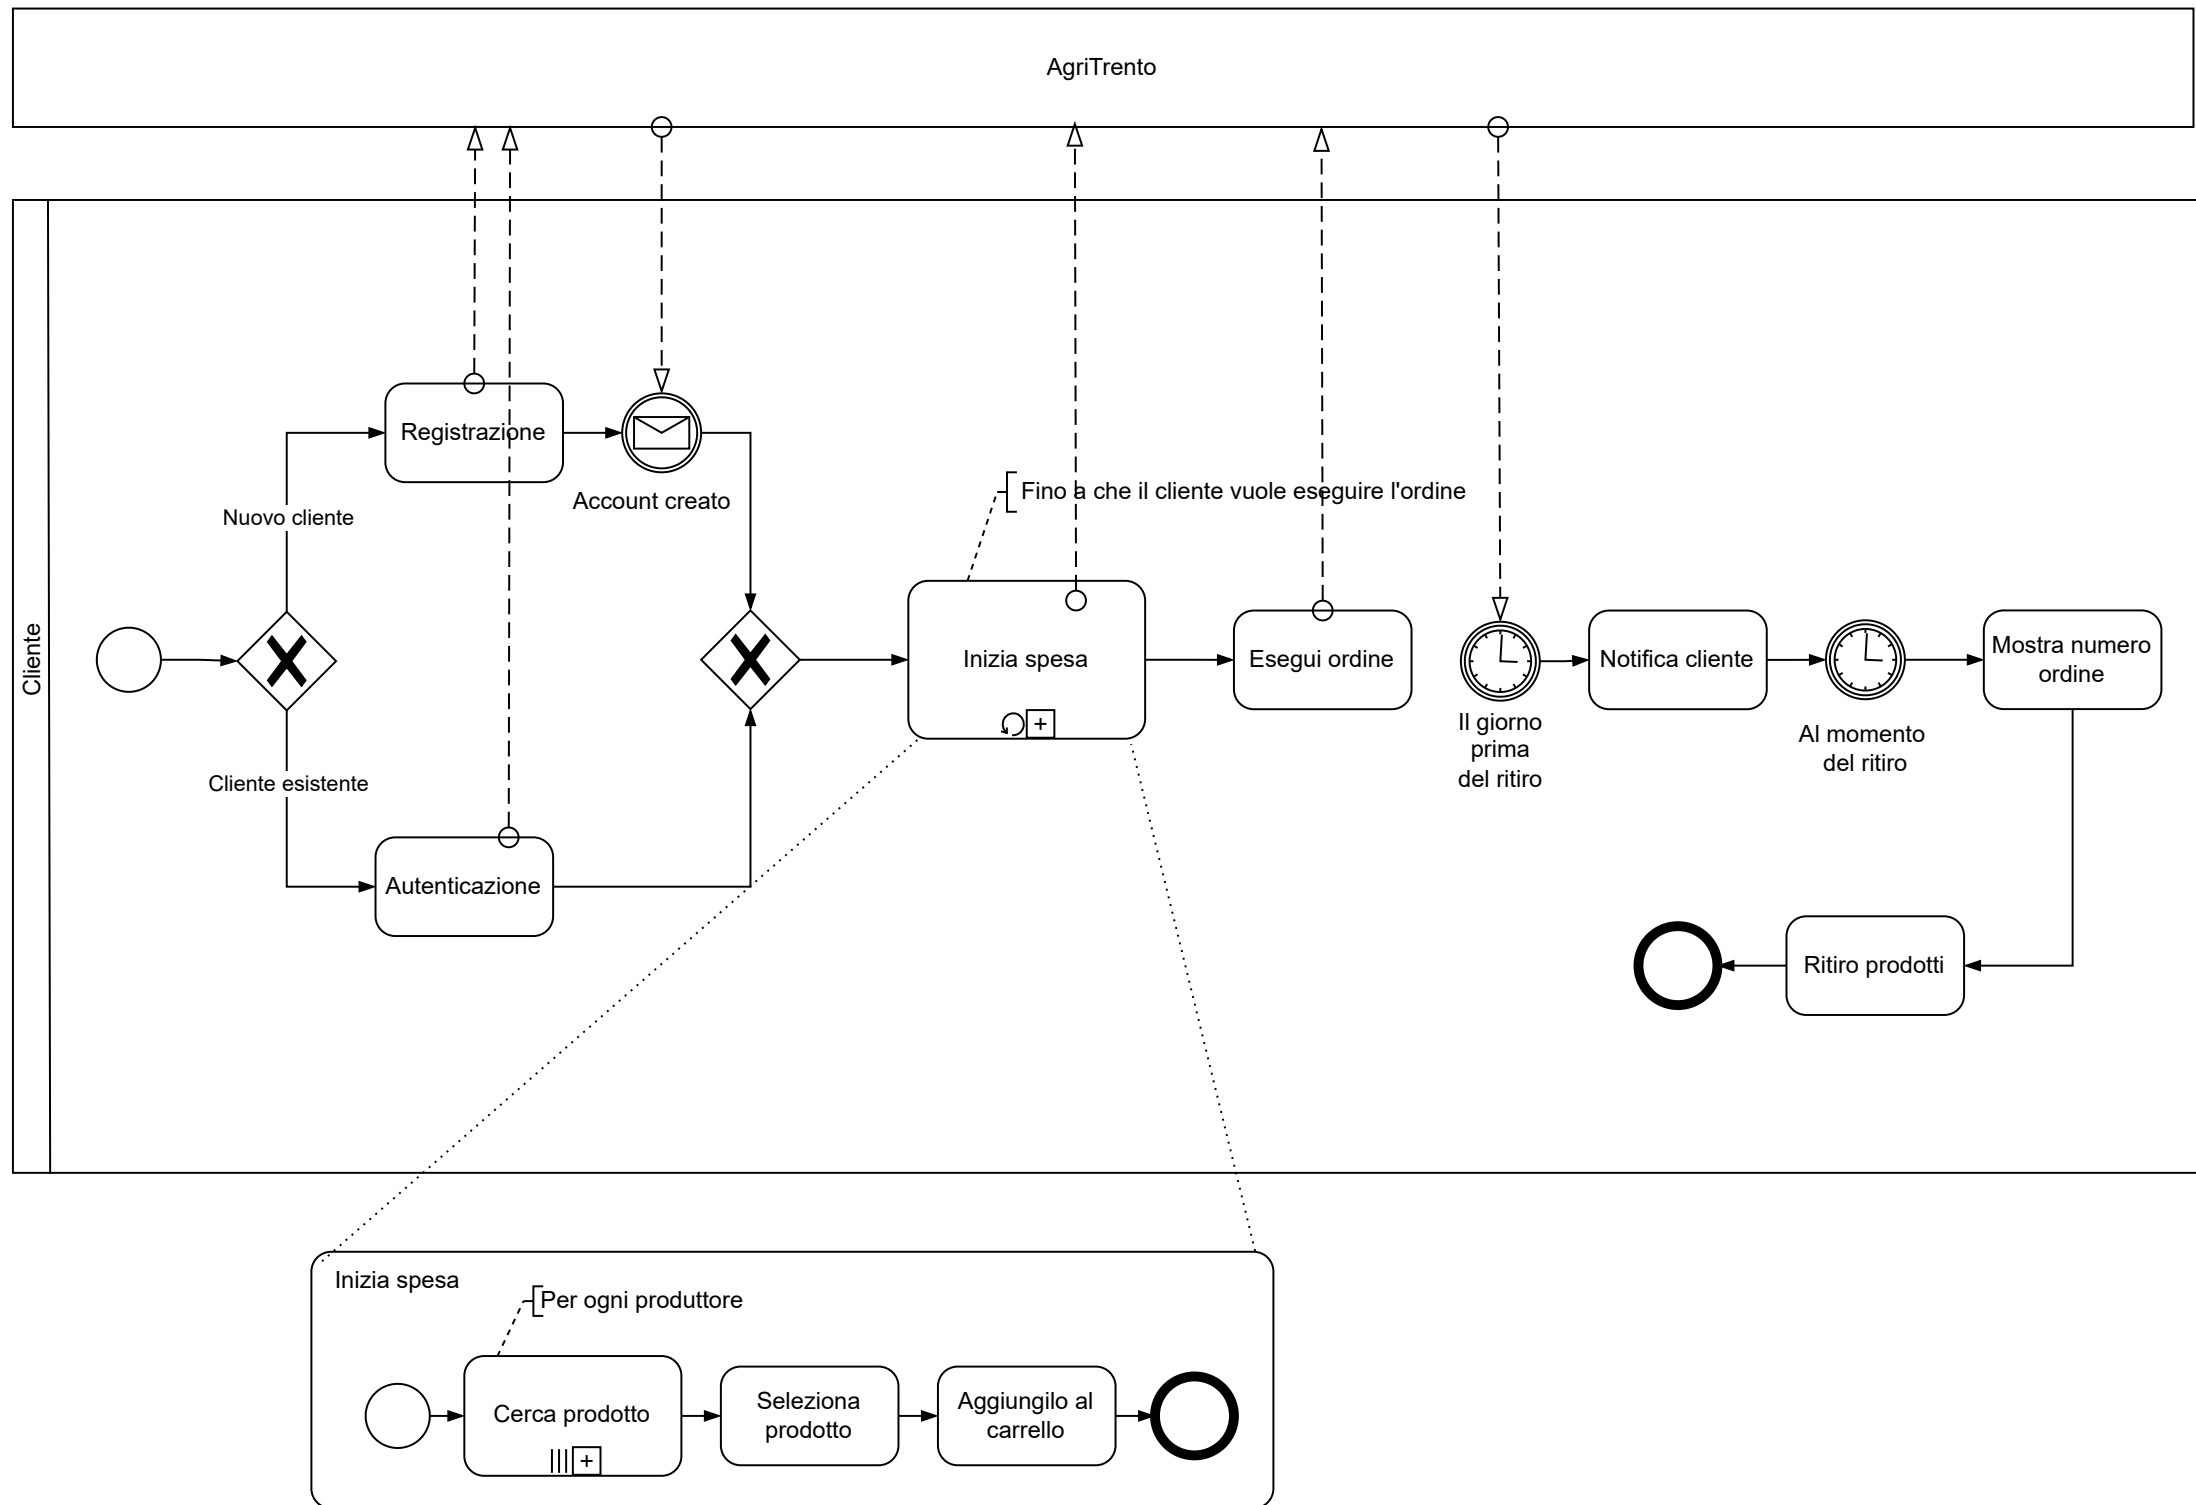 AgriTrento
Cliente
Registrazione
Account creato
Nuovo cliente
Fino a che il cliente vuole eseguire l'ordine
Inizia spesa
+
Esegui ordine
Il giorno
prima
del ritiro
Notifica cliente
Al momento
del ritiro
Mostra numero
ordine
Cliente esistente
Autenticazione
Ritiro prodotti
Inizia spesa
Per ogni produttore
Cerca prodotto
+
Seleziona
prodotto
Aggiungilo al
carrello